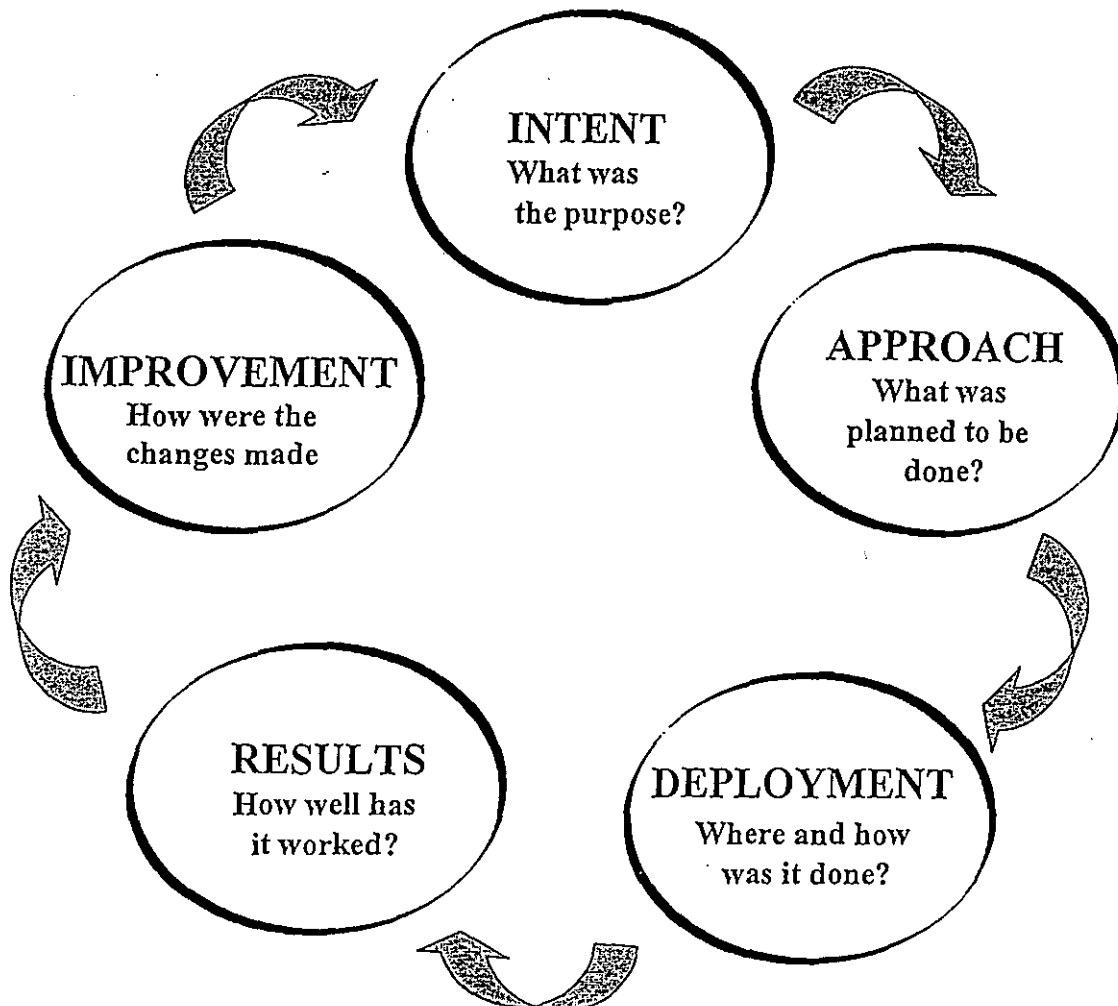 INTENT
What was
the purpose?
APPROACH
What was
planned to be
done?
DEPLOYMENT
Where and how
was it done?
RESULTS
How well has
it worked?
IMPROVEMENT
How were the
changes made